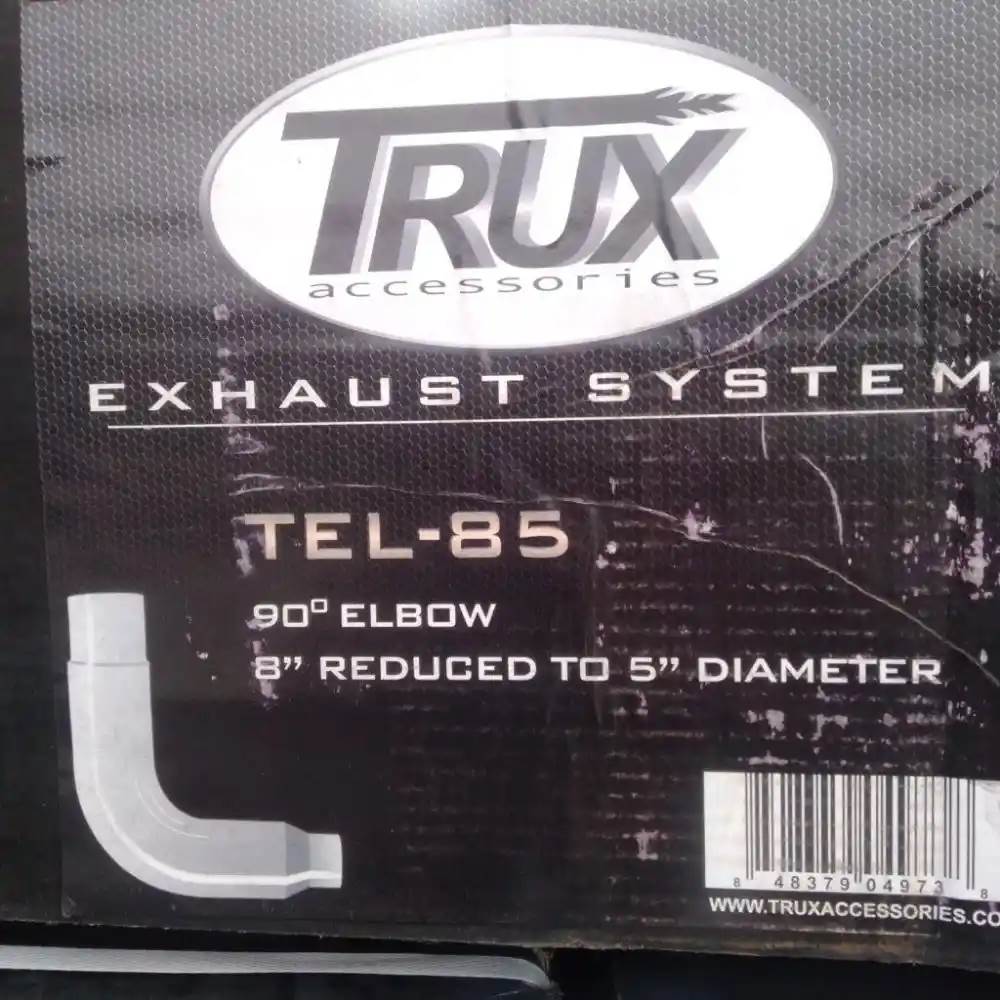 TRUX
accessories
EXHAUST SYSTEM
TEL-85
90° ELBOW
8” REDUCED TO 5” DIAMETER
8 48379 04973 8
WWW.TRUXACCESSORIES.CO